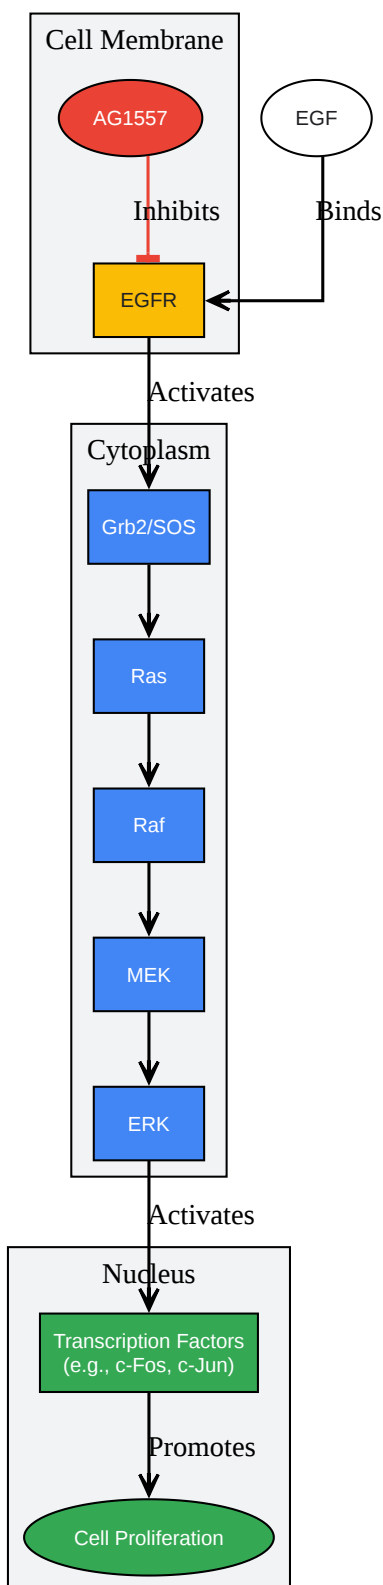 Cell Membrane
AG1557
EGF
Inhibits
Binds
EGFR
Activates
Cytoplasm
Grb2/SOS
Ras
Raf
MEK
ERK
Activates
Nucleus
Transcription Factors
(e.g., c-Fos, c-Jun)
Promotes
Cell Proliferation